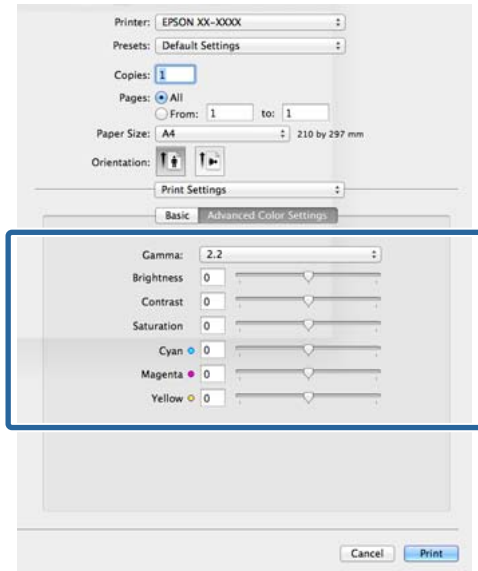 Printer: EPSON XX-XXXX
Presets: Default Settings
Copies: 1
Pages: All
From: 1 to: 1
Paper Size: A4 210 by 297 mm
Orientation:
Print Settings
Basic Advanced Color Settings
Gamma: 2.2
Brightness 0
Contrast 0
Saturation 0
Cyan 0
Magenta 0
Yellow 0
Cancel Print